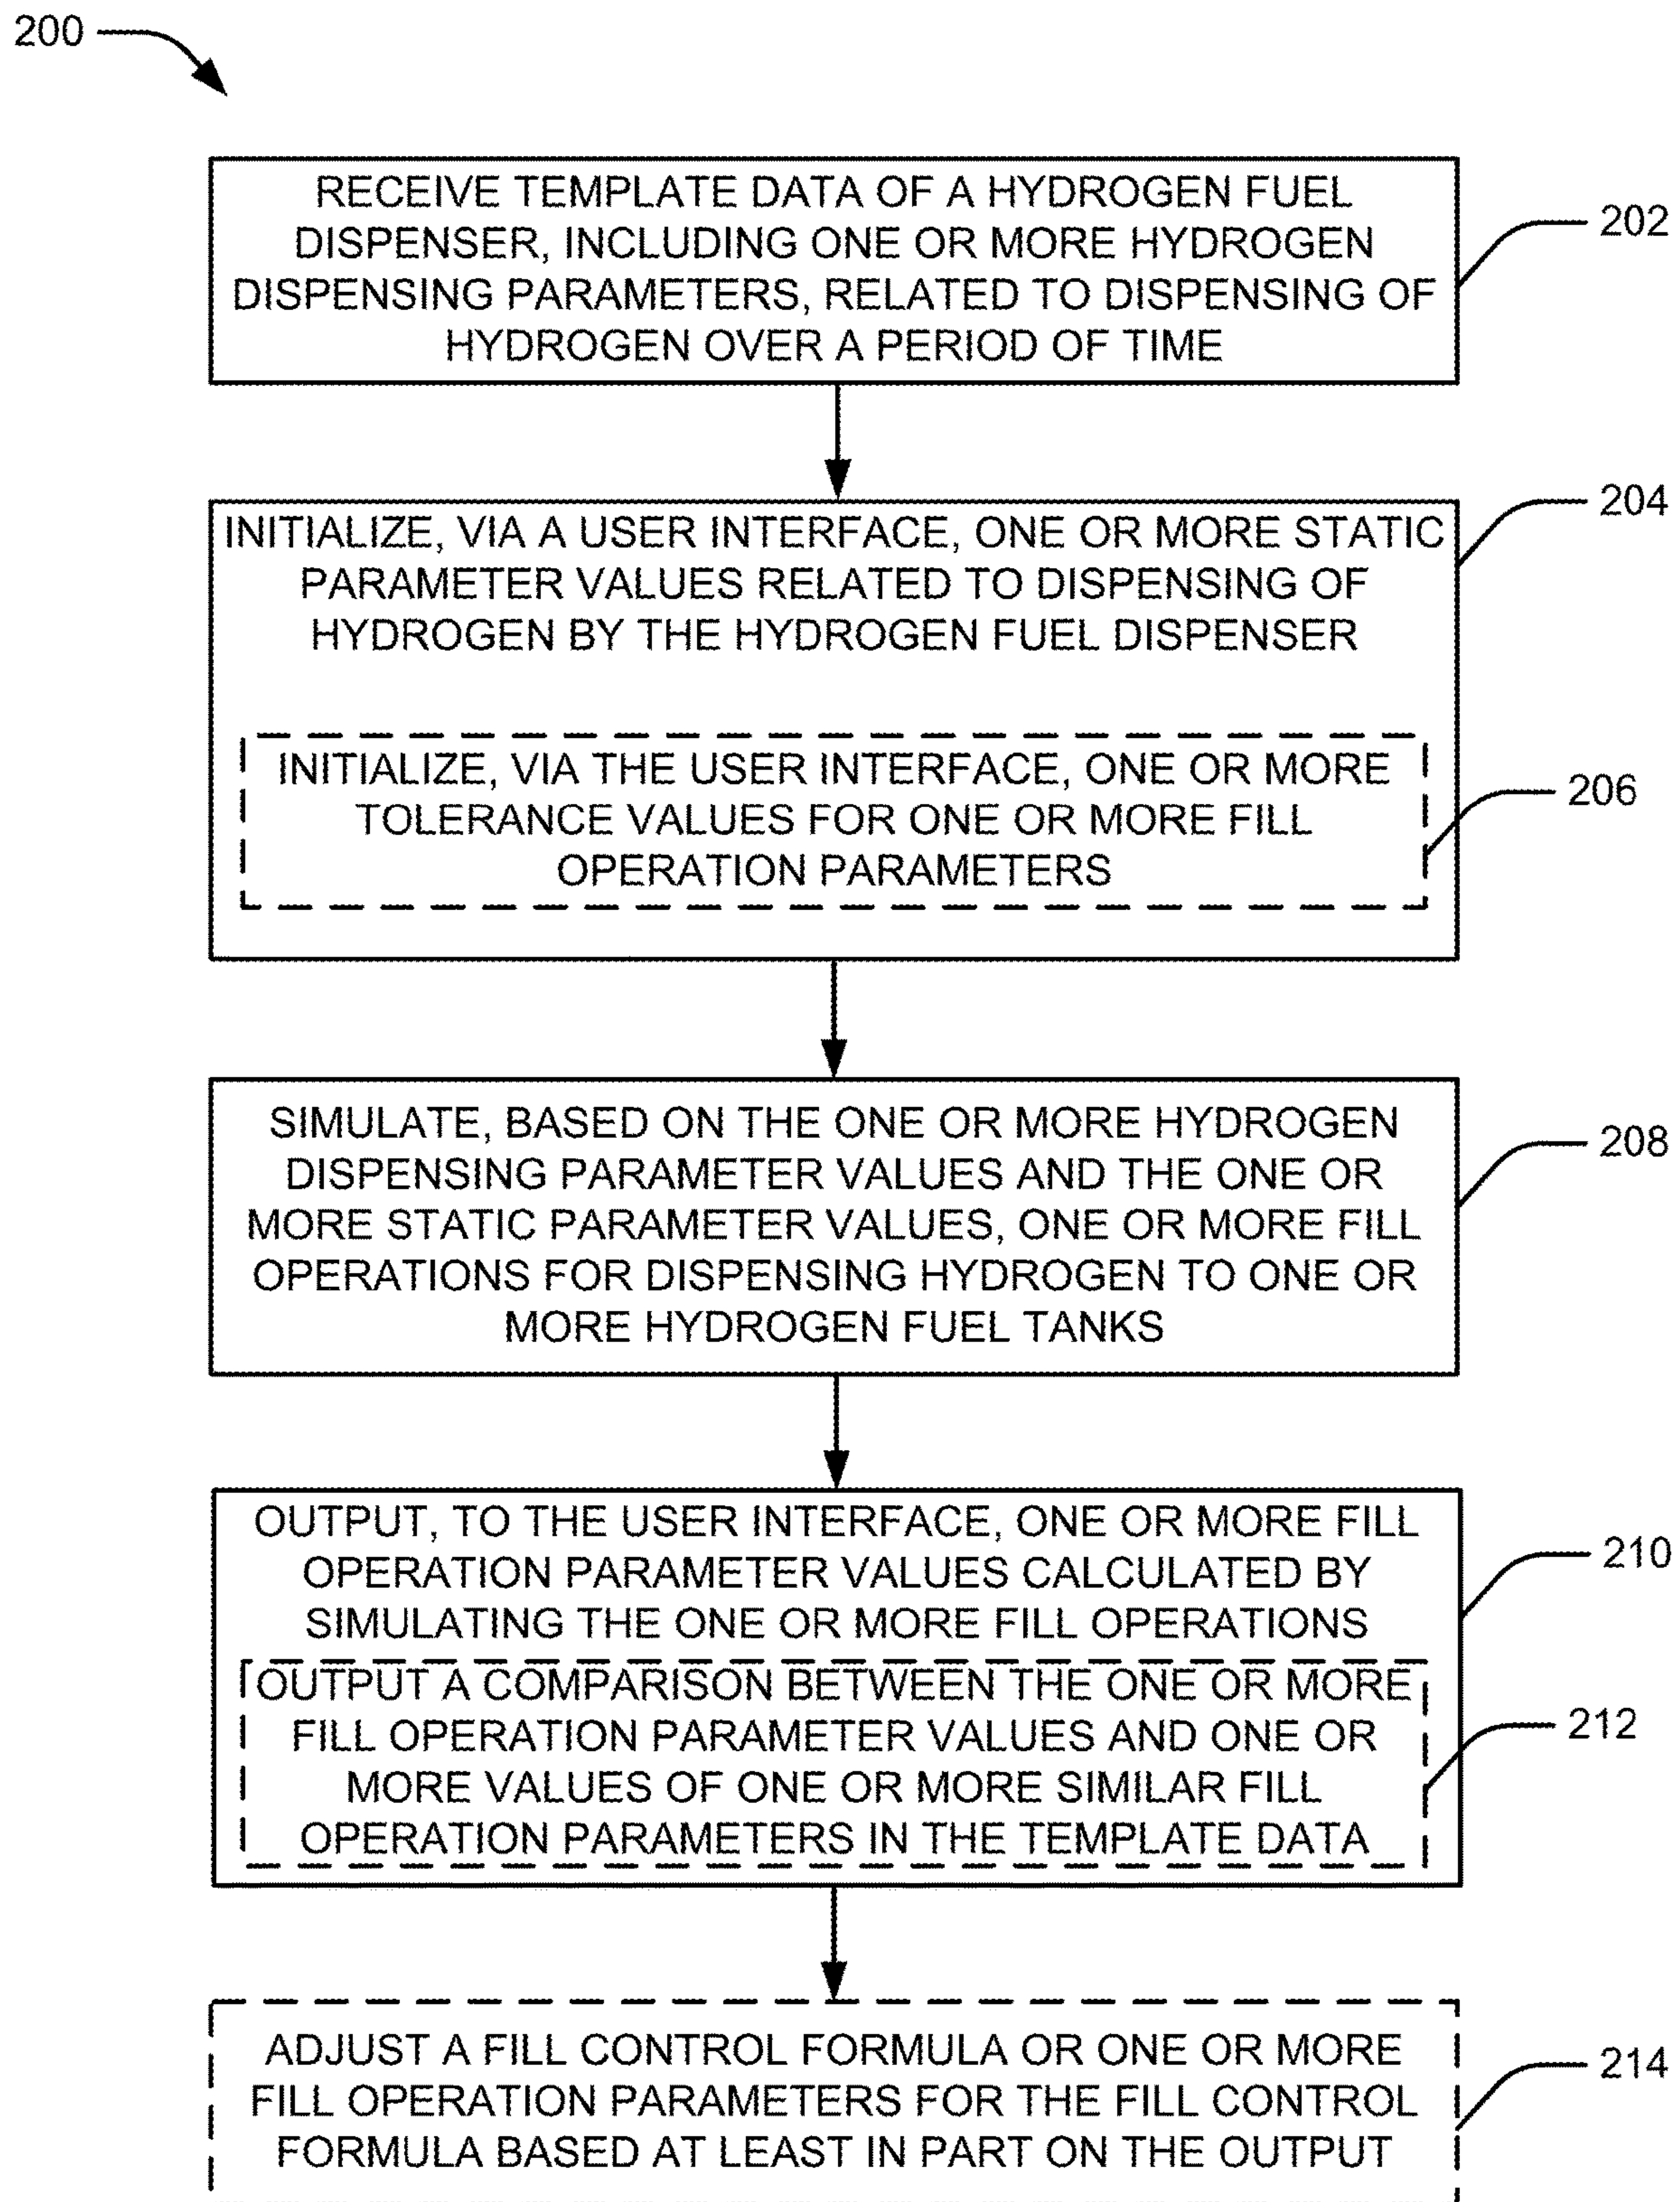 200
RECEIVE TEMPLATE DATA OF A HYDROGEN FUEL
DISPENSER, INCLUDING ONE OR MORE HYDROGEN
DISPENSING PARAMETERS, RELATED TO DISPENSING OF
HYDROGEN OVER A PERIOD OF TIME
202
INITIALIZE, VIA A USER INTERFACE, ONE OR MORE STATIC
PARAMETER VALUES RELATED TO DISPENSING OF
HYDROGEN BY THE HYDROGEN FUEL DISPENSER
204
INITIALIZE, VIA THE USER INTERFACE, ONE OR MORE
TOLERANCE VALUES FOR ONE OR MORE FILL
OPERATION PARAMETERS
206
SIMULATE, BASED ON THE ONE OR MORE HYDROGEN
DISPENSING PARAMETER VALUES AND THE ONE OR
MORE STATIC PARAMETER VALUES, ONE OR MORE FILL
OPERATIONS FOR DISPENSING HYDROGEN TO ONE OR
MORE HYDROGEN FUEL TANKS
208
OUTPUT, TO THE USER INTERFACE, ONE OR MORE FILL
OPERATION PARAMETER VALUES CALCULATED BY
SIMULATING THE ONE OR MORE FILL OPERATIONS
210
OUTPUT A COMPARISON BETWEEN THE ONE OR MORE
FILL OPERATION PARAMETER VALUES AND ONE OR
MORE VALUES OF ONE OR MORE SIMILAR FILL
OPERATION PARAMETERS IN THE TEMPLATE DATA
212
ADJUST A FILL CONTROL FORMULA OR ONE OR MORE
FILL OPERATION PARAMETERS FOR THE FILL CONTROL
FORMULA BASED AT LEAST IN PART ON THE OUTPUT
214